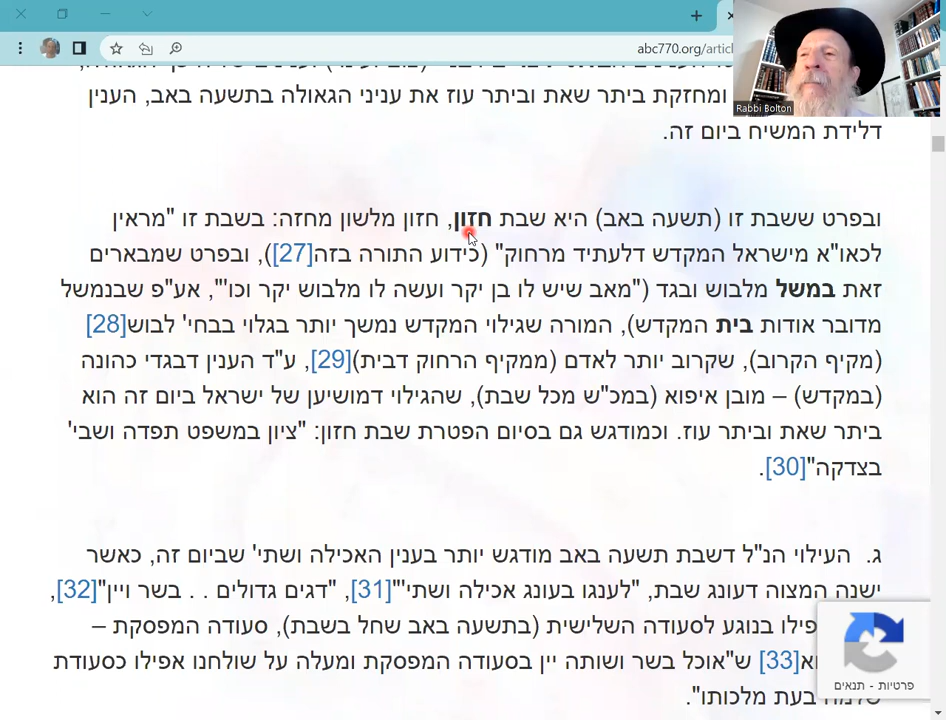 abc770.org/artic
Rabbi Bolton
ומחזקת ביתר שאת וביתר עוז את עניני הגאולה בתשעה באב, הענין
דלידת המשיח ביום זה.
ובפרט ששבת זו (תשעה באב) היא שבת חזון, חזון מלשון מחזה: בשבת זו "מראין
לכאו"א מישראל המקדש דלעתיד מרחוק" (כידוע התורה בזה[27]), ובפרט שמבארים
זאת במשל מלבוש ובגד ("מאב שיש לו בן יקר ועשה לו מלבוש יקר וכו'", אע"פ שבנמשל
מדובר אודות בית המקדש), המורה שגילוי המקדש נמשך יותר בגלוי בבחי' לבוש[28]
(מקיף הקרוב), שקרוב יותר לאדם (ממקיף הרחוק דבית)[29], ע"ד הענין דבגדי כהונה
(במקדש) – מובן איפוא (במכ"ש מכל שבת), שהגילוי דמושיען של ישראל ביום זה הוא
ביתר שאת וביתר עוז. וכמודגש גם בסיום הפטרת שבת חזון: "ציון במשפט תפדה ושבי'
בצדקה"[30].
ג. העילוי הנ"ל דשבת תשעה באב מודגש יותר בענין האכילה ושתי' שביום זה, כאשר
ישנה המצוה דעונג שבת, "לענגו בעונג אכילה ושתי'"[31], "דגים גדולים . . בשר ויין"[32],
פילו בנוגע לסעודה השלישית (בתשעה באב שחל בשבת), סעודה המפסקת –
וא[33] ש"אוכל בשר ושותה יין בסעודה המפסקת ומעלה על שולחנו אפילו כסעודת
בעת מלכותו".
פרטיות - תנאים